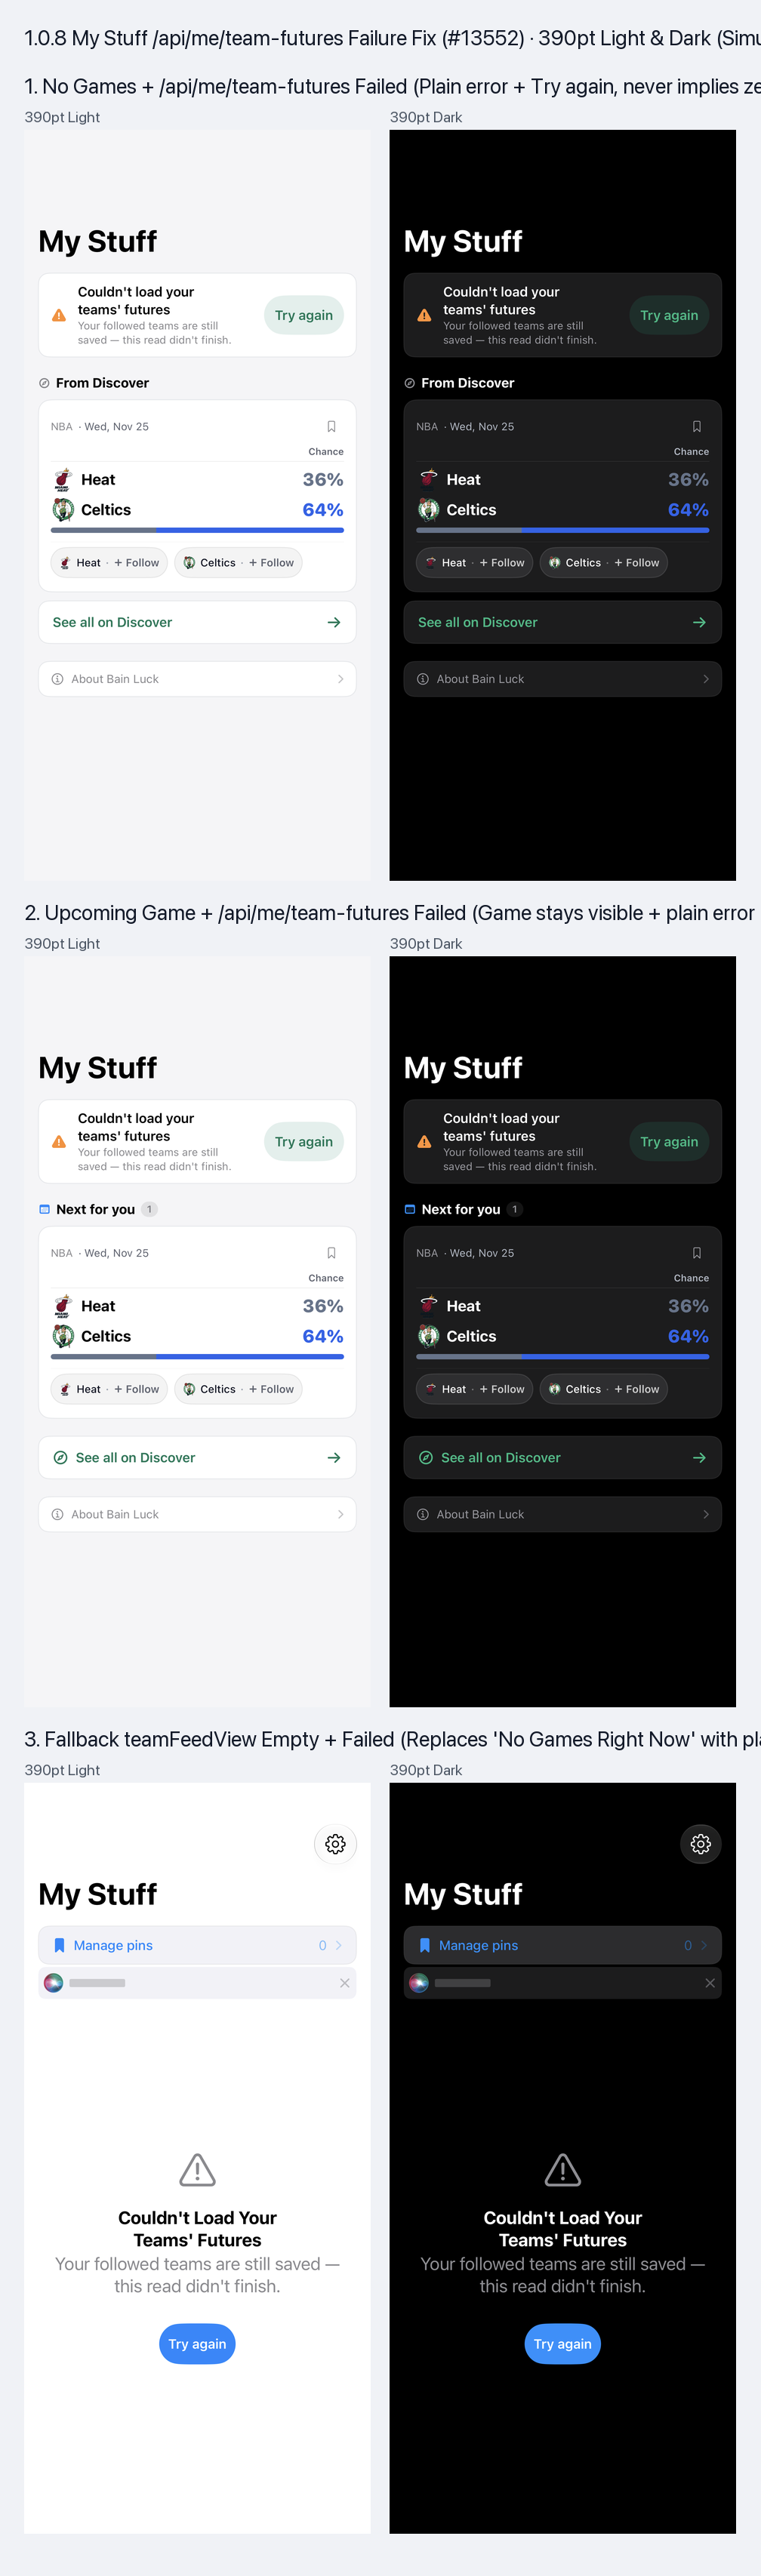 1.0.8 My Stuff /api/me/team-futures Failure Fix (#13552) · 390pt Light & Dark (Simu
1. No Games + /api/me/team-futures Failed (Plain error + Try again, never implies ze
390pt Light
390pt Dark
My Stuff
Couldn't load your
teams' futures
Your followed teams are still
saved — this read didn't finish.
Try again
From Discover
NBA · Wed, Nov 25
Chance
Heat 36%
Celtics 64%
Heat · + Follow
Celtics · + Follow
See all on Discover
About Bain Luck
My Stuff
Couldn't load your
teams' futures
Your followed teams are still
saved — this read didn't finish.
Try again
From Discover
NBA · Wed, Nov 25
Chance
Heat 36%
Celtics 64%
Heat · + Follow
Celtics · + Follow
See all on Discover
About Bain Luck
2. Upcoming Game + /api/me/team-futures Failed (Game stays visible + plain error
390pt Light
390pt Dark
My Stuff
Couldn't load your
teams' futures
Your followed teams are still
saved — this read didn't finish.
Try again
Next for you 1
NBA · Wed, Nov 25
Chance
Heat 36%
Celtics 64%
Heat · + Follow
Celtics · + Follow
See all on Discover
About Bain Luck
My Stuff
Couldn't load your
teams' futures
Your followed teams are still
saved — this read didn't finish.
Try again
Next for you 1
NBA · Wed, Nov 25
Chance
Heat 36%
Celtics 64%
Heat · + Follow
Celtics · + Follow
See all on Discover
About Bain Luck
3. Fallback teamFeedView Empty + Failed (Replaces 'No Games Right Now' with pla
390pt Light
390pt Dark
My Stuff
Manage pins 0
Couldn't Load Your
Teams' Futures
Your followed teams are still saved —
this read didn't finish.
Try again
My Stuff
Manage pins 0
Couldn't Load Your
Teams' Futures
Your followed teams are still saved —
this read didn't finish.
Try again